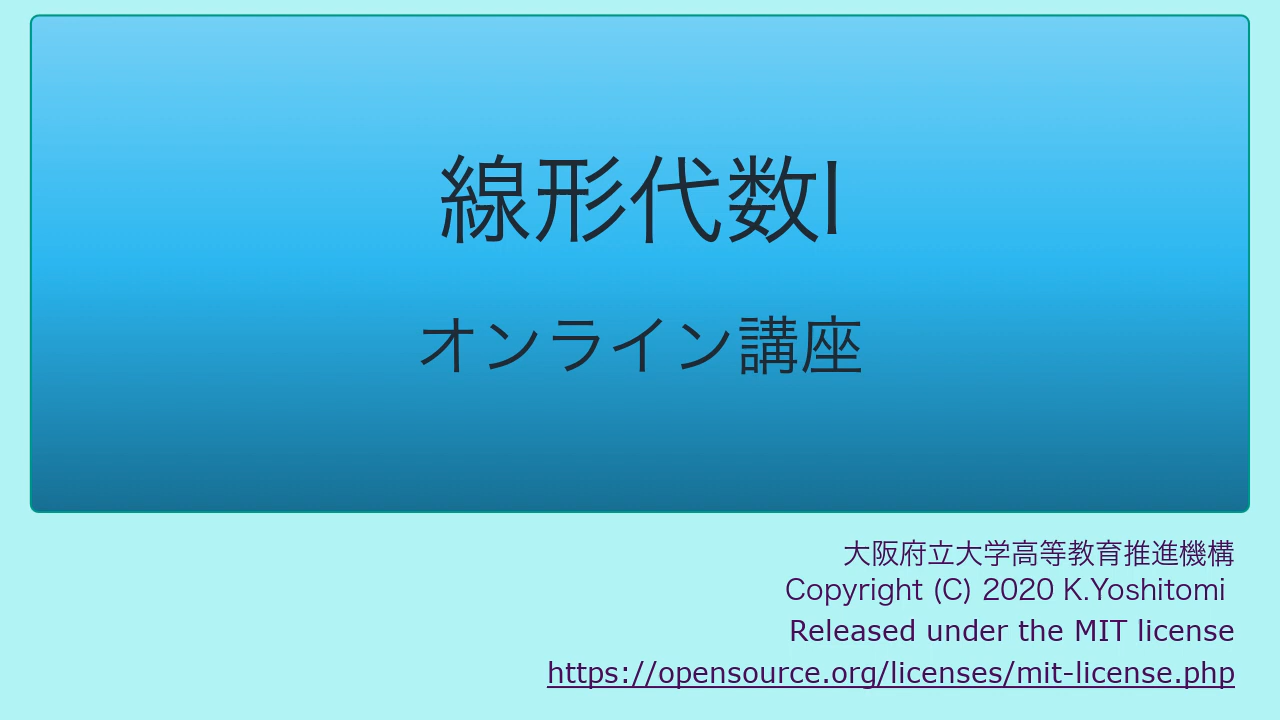 線形代数I
オンライン講座
大阪府立大学高等教育推進機構
Copyright (C) 2020 K.Yoshitomi
Released under the MIT license
https://opensource.org/licenses/mit-license.php